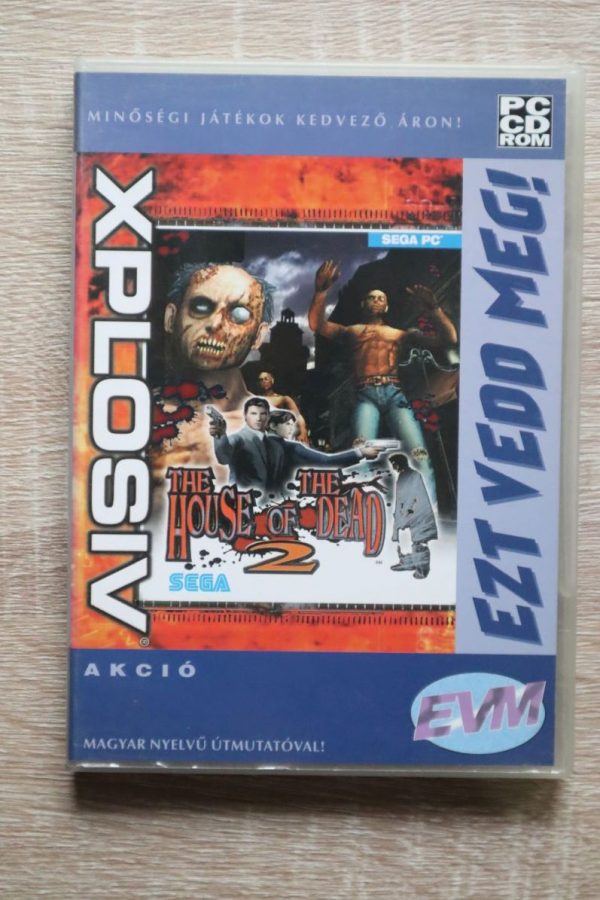 MINŐSÉGI JÁTÉKOK KEDVEZŐ ÁRON!
PC
CD
ROM
XPLOSIV®
SEGA PC
EZT VEDD MEG!
THE THE
HOUSE OF DEAD
2
SEGA
AKCIÓ
EVM
MAGYAR NYELVŰ ÚTMUTATÓVAL!